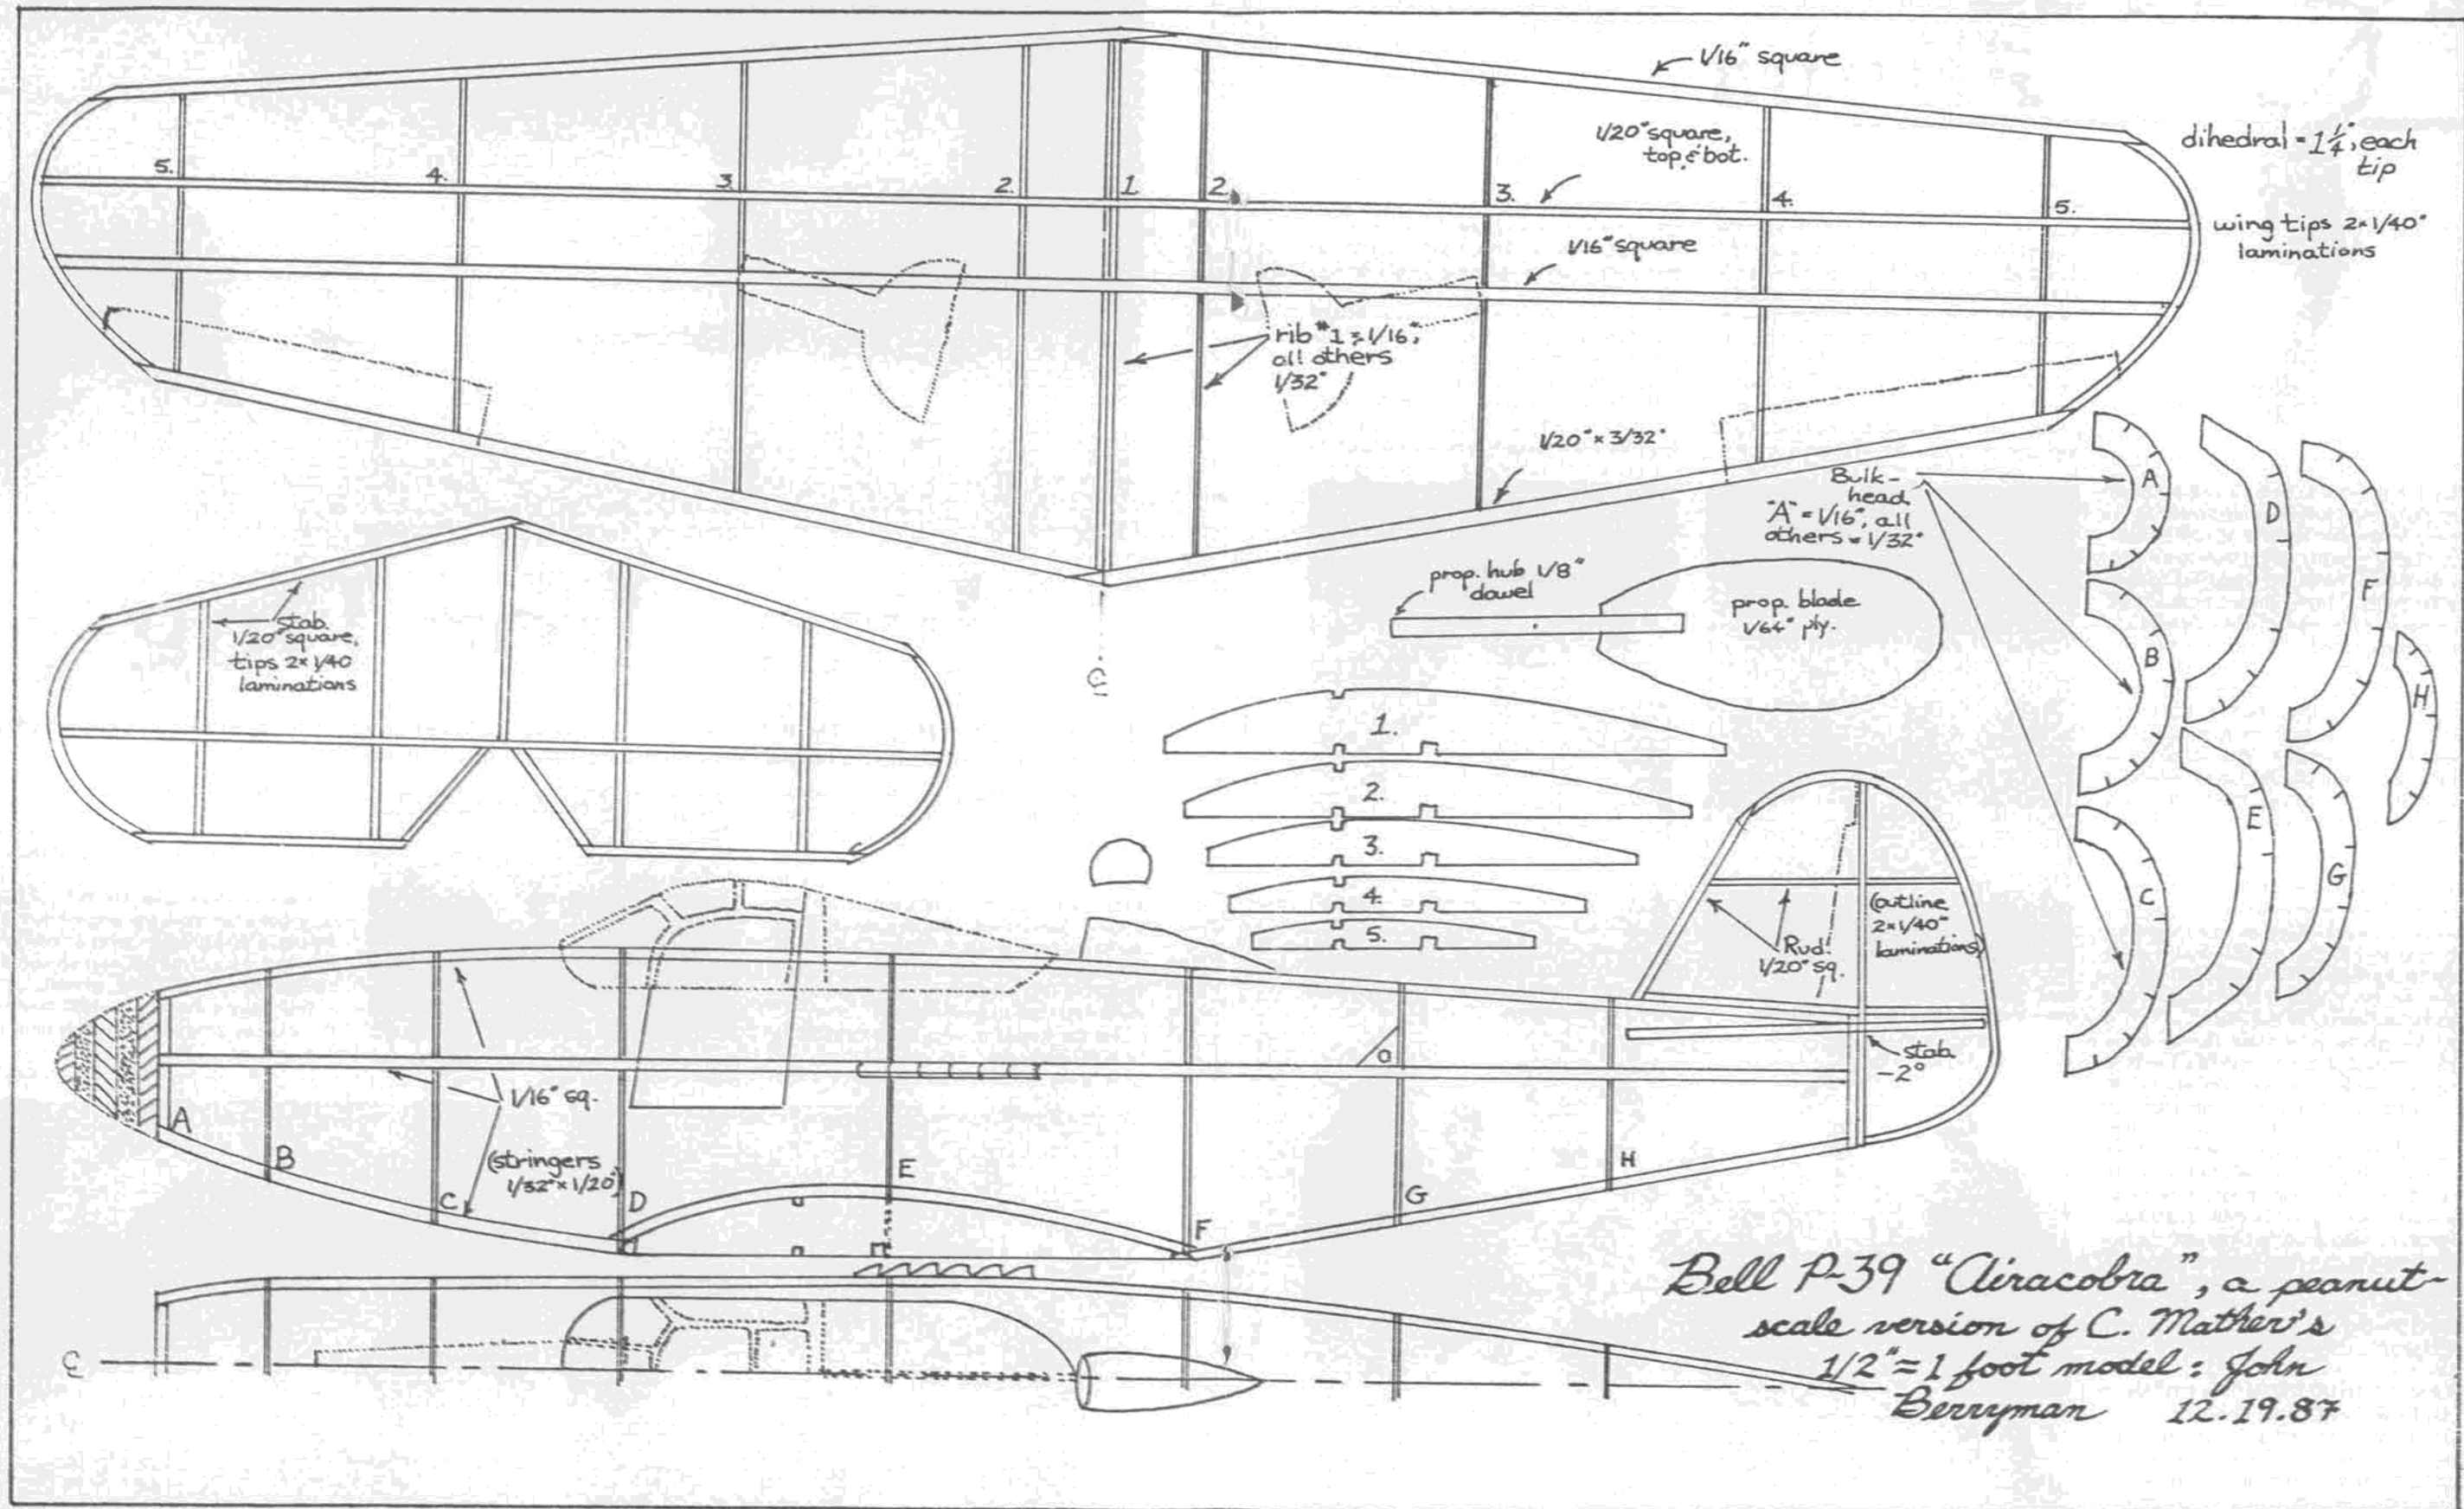 1/16" square
1/20" square,
top & bot.
dihedral = 1 1/4", each
tip
5.
4.
3.
2.
1.
2.
3.
4.
5.
wing tips 2×1/40"
laminations
1/16" square
rib #1 = 1/16",
all others
1/32"
1/20" × 3/32"
Bulk-
head
"A" = 1/16", all
others = 1/32"
A
D
F
B
H
E
G
C
prop. hub 1/8"
dowel
prop. blade
1/64" ply.
Stab.
1/20" square,
tips 2×1/40
laminations
℄
1.
2.
3.
4.
5.
(outline
2×1/40"
laminations)
Rud.
1/20" sq.
stab
-2°
1/16" sq.
(stringers
1/32" × 1/20")
A
B
C
D
E
F
G
H
℄
Bell P-39 "Airacobra", a peanut-
scale version of C. Mather's
1/2" = 1 foot model : John
Berryman 12.19.87